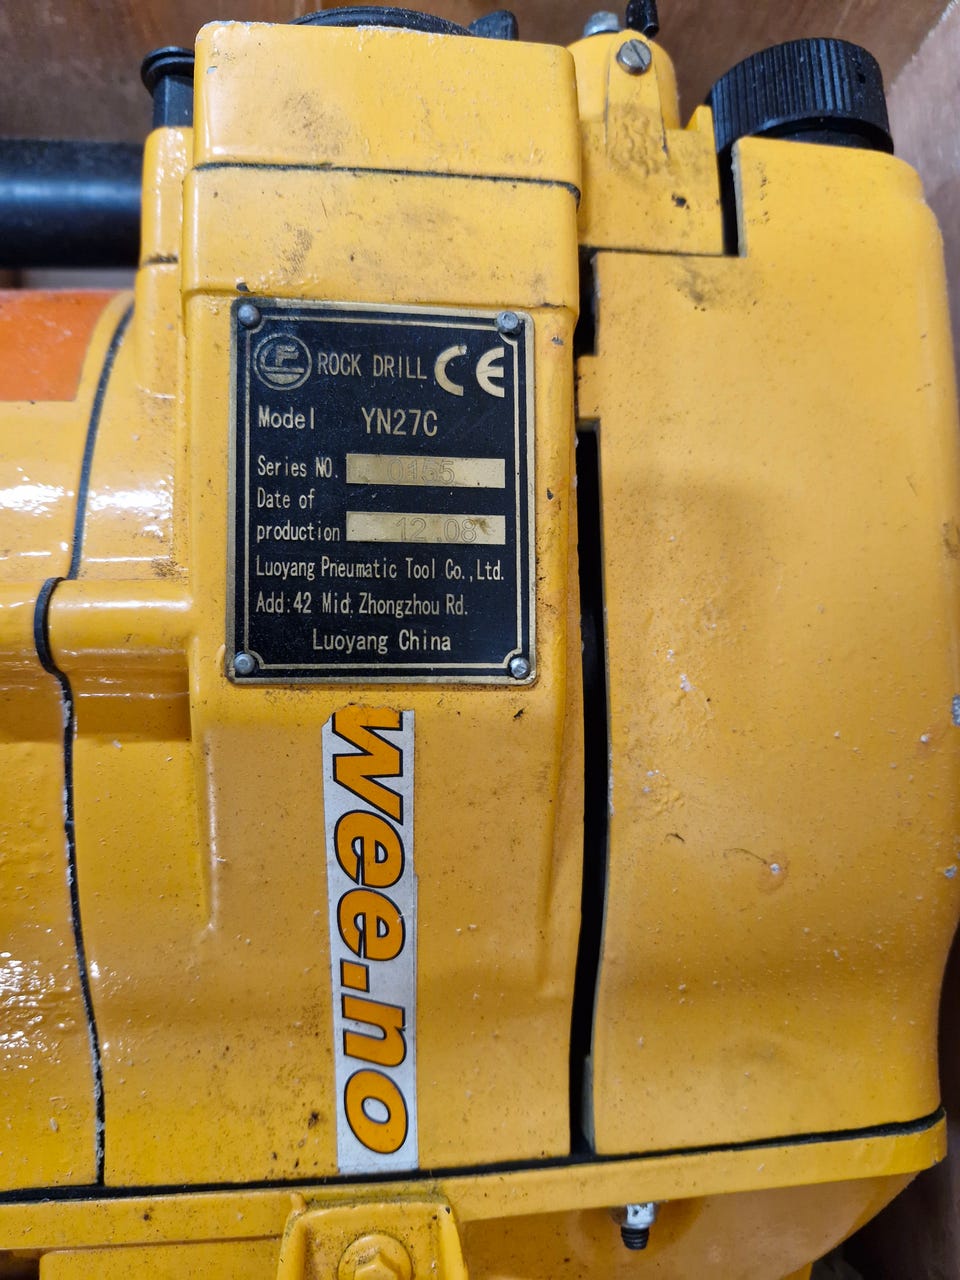 ROCK DRILL CE
Model YN27C
Series NO. 0155
Date of
production 12.08
Luoyang Pneumatic Tool Co.,Ltd.
Add:42 Mid.Zhongzhou Rd.
Luoyang China
wee.no